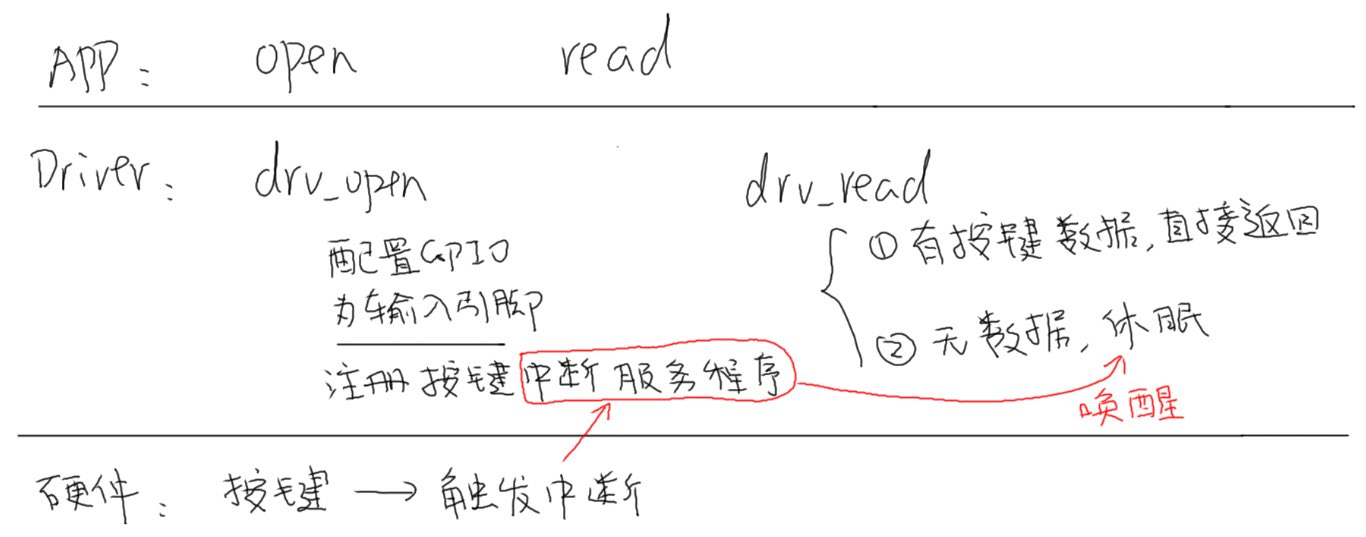 APP: open read
Driver: drv_open drv_read
配置GPIO
为输入引脚
注册按键中断服务程序
① 有按键数据,直接返回
② 无数据,休眠
唤醒
硬件: 按键 → 触发中断